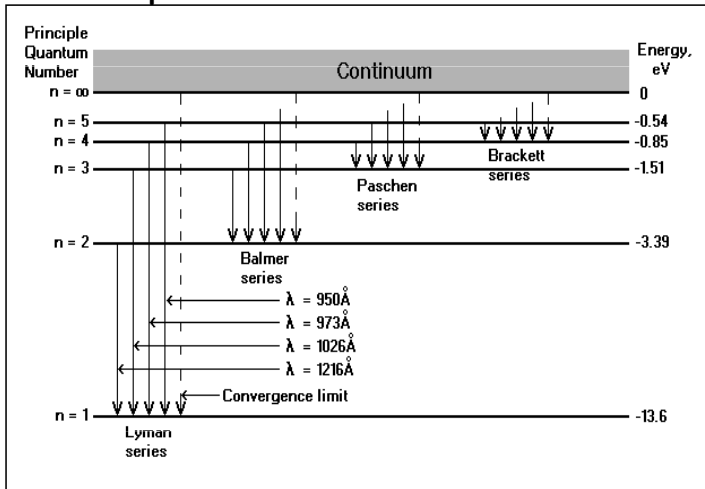 Principle
Quantum
Number
Energy,
eV
Continuum
n = ∞
0
n = 5
-0.54
n = 4
-0.85
Brackett
series
n = 3
-1.51
Paschen
series
n = 2
-3.39
Balmer
series
λ = 950Å
λ = 973Å
λ = 1026Å
λ = 1216Å
Convergence limit
n = 1
-13.6
Lyman
series